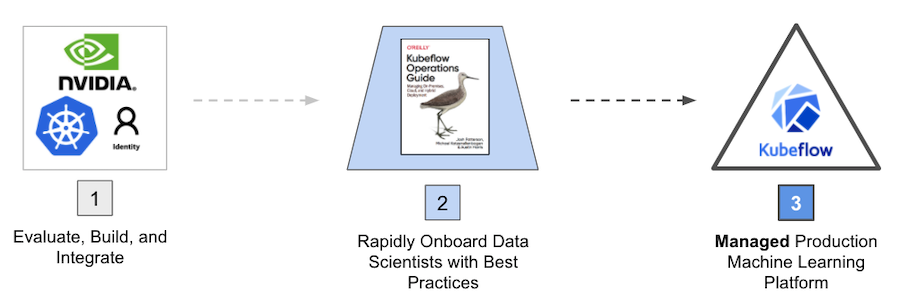 NVIDIA.
Identity
1
Evaluate, Build, and
Integrate
O'REILLY
Kubeflow
Operations
Guide
Managing On-Premises,
Cloud, and Hybrid
Deployment
Josh Patterson,
Michael Katzenellenbogen
& Austin Harris
2
Rapidly Onboard Data
Scientists with Best
Practices
Kubeflow
3
Managed Production
Machine Learning
Platform